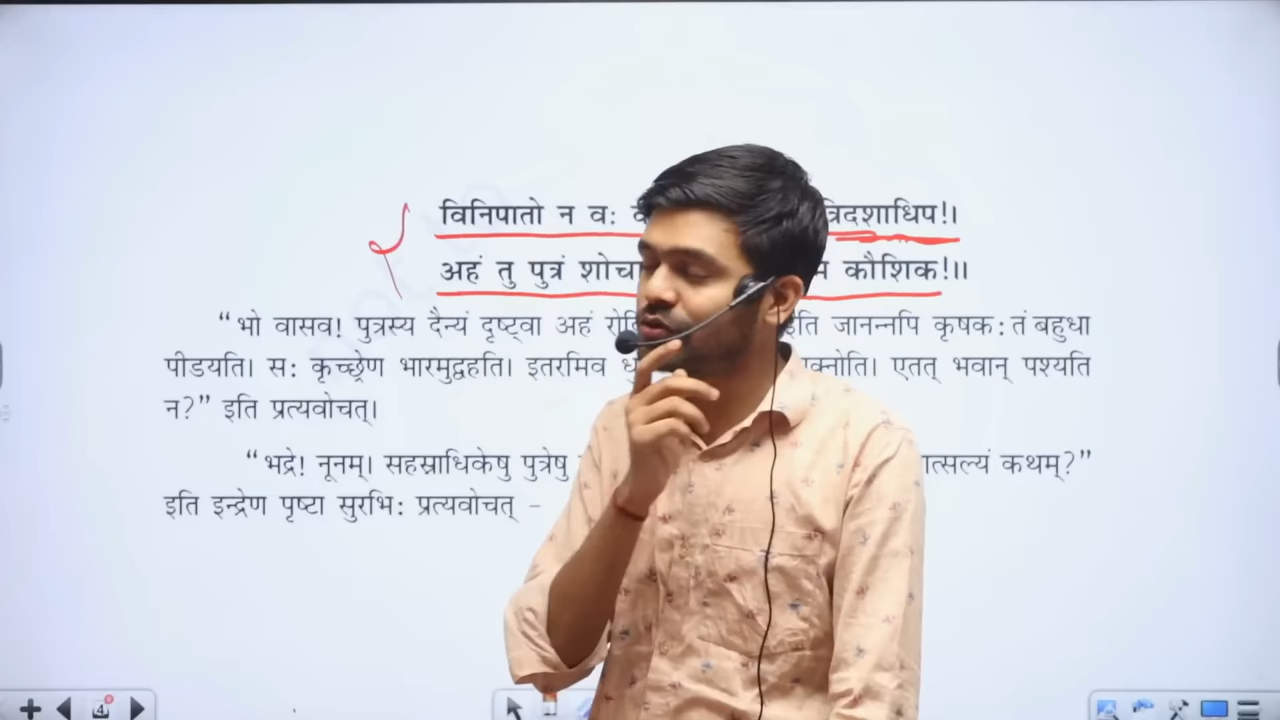 विनिपातो न वः त्रिदशाधिप!।
अहं तु पुत्रं कौशिक!।।
“भो वासव! पुत्रस्य दैन्यं दृष्ट्वा अहं इति जानन्नपि कृषकः तं बहुधा
पीडयति। सः कृच्छ्रेण भारमुद्वहति। इतरमिव एतत् भवान् पश्यति
न?” इति प्रत्यवोचत्।
“भद्रे! नूनम्। सहस्राधिकेषु पुत्रेषु कथम्?”
इति इन्द्रेण पृष्टा सुरभिः प्रत्यवोचत् –
4